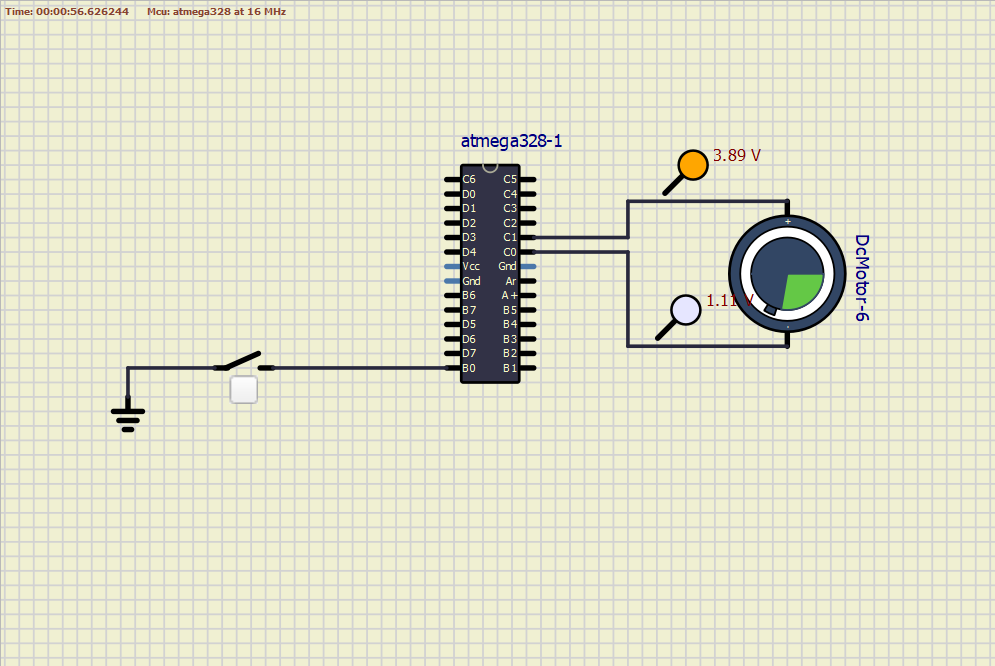 Time: 00:00:56.626244 Mcu: atmega328 at 16 MHz
atmega328-1
3.89 V
C6 C5
D0 C4
D1 C3
D2 C2
D3 C1
D4 C0
Vcc Gnd
Gnd Ar
B6 A+
B7 B5
D5 B4
D6 B3
D7 B2
B0 B1
+
1.11 V
-
DcMotor-6